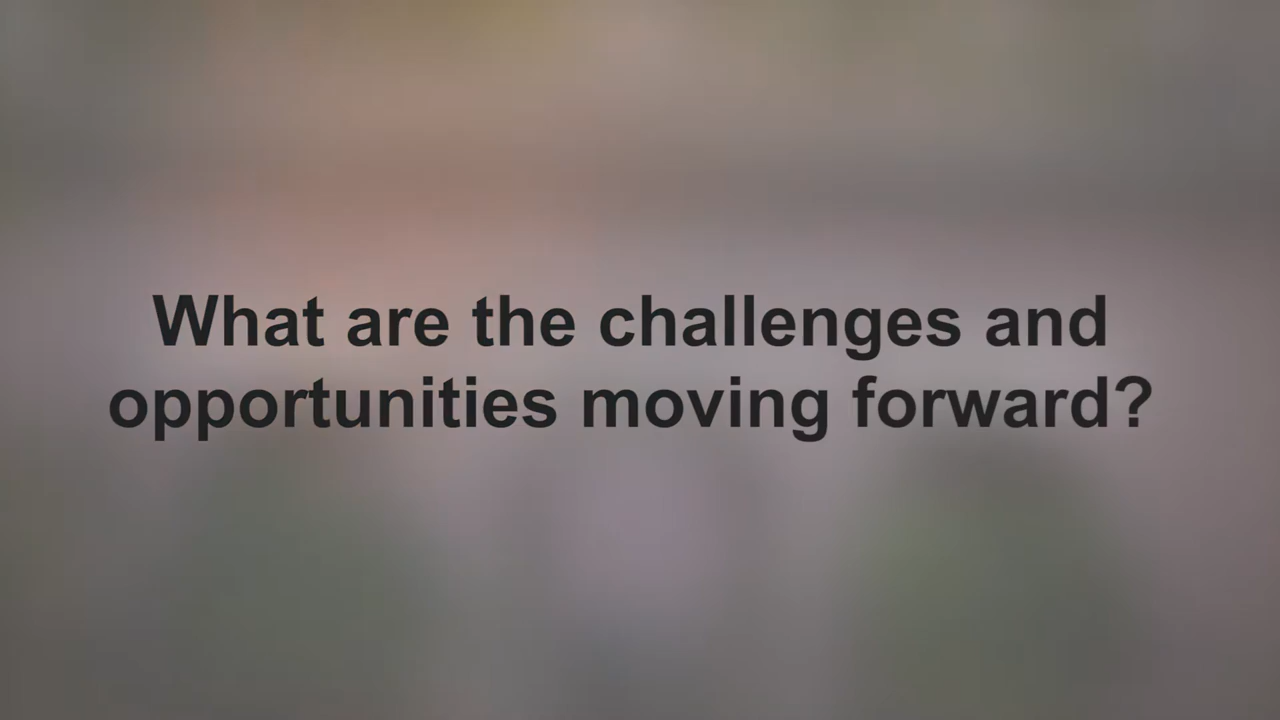 What are the challenges and
opportunities moving forward?